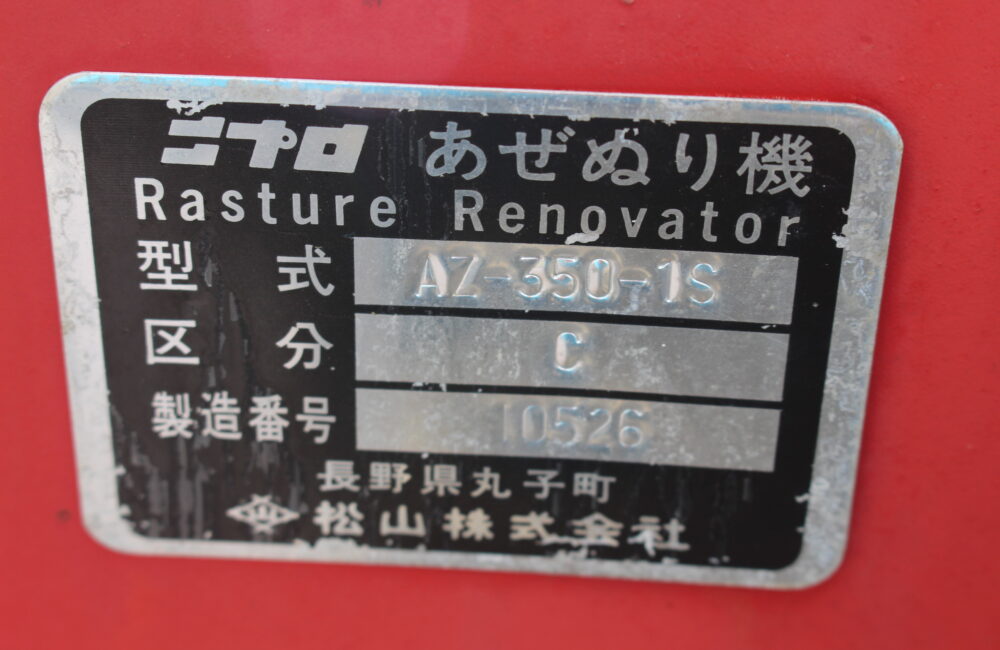 ニプロ あぜぬり機
Rasture Renovator
型式 AZ-350-1S
区分 C
製造番号 10526
長野県丸子町
松山株式会社